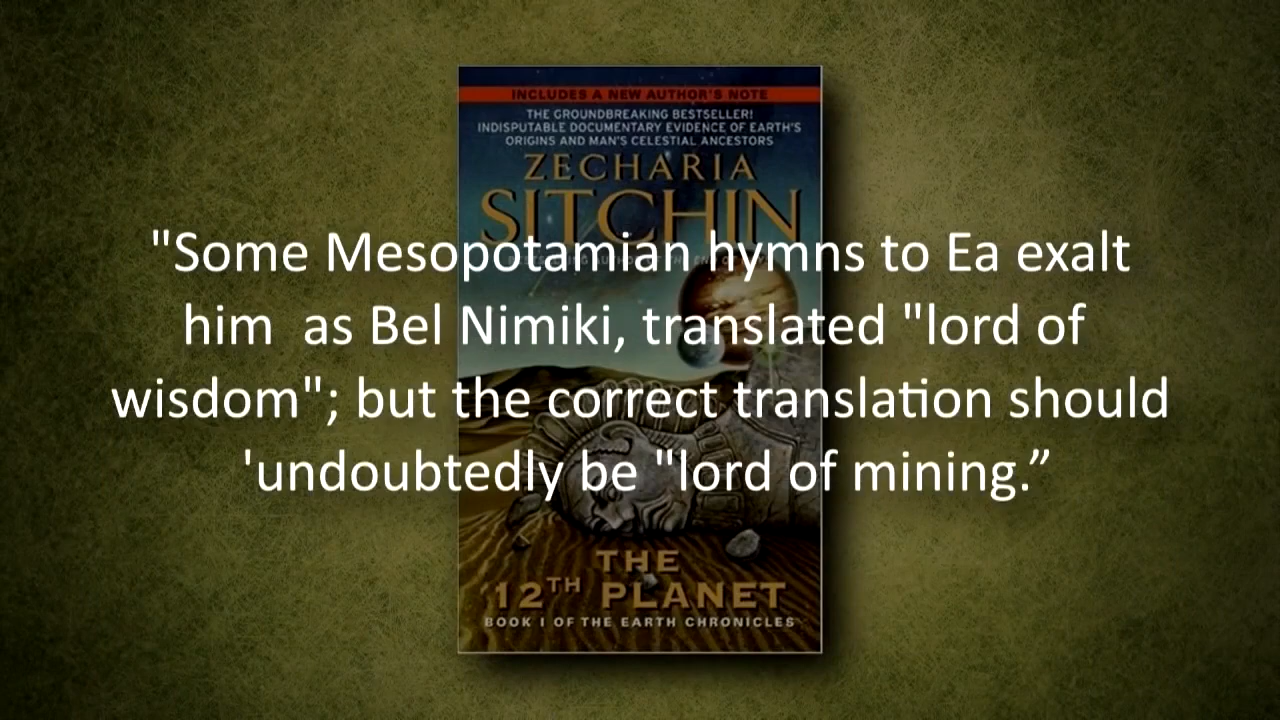 INCLUDES A NEW AUTHOR'S NOTE
THE GROUNDBREAKING BESTSELLER!
INDISPUTABLE DOCUMENTARY EVIDENCE OF EARTH'S
ORIGINS AND MAN'S CELESTIAL ANCESTORS
ZECHARIA
SITCHIN
"Some Mesopotamian hymns to Ea exalt
him  as Bel Nimiki, translated "lord of
wisdom"; but the correct translation should
'undoubtedly be "lord of mining.”
THE
12TH PLANET
BOOK I OF THE EARTH CHRONICLES